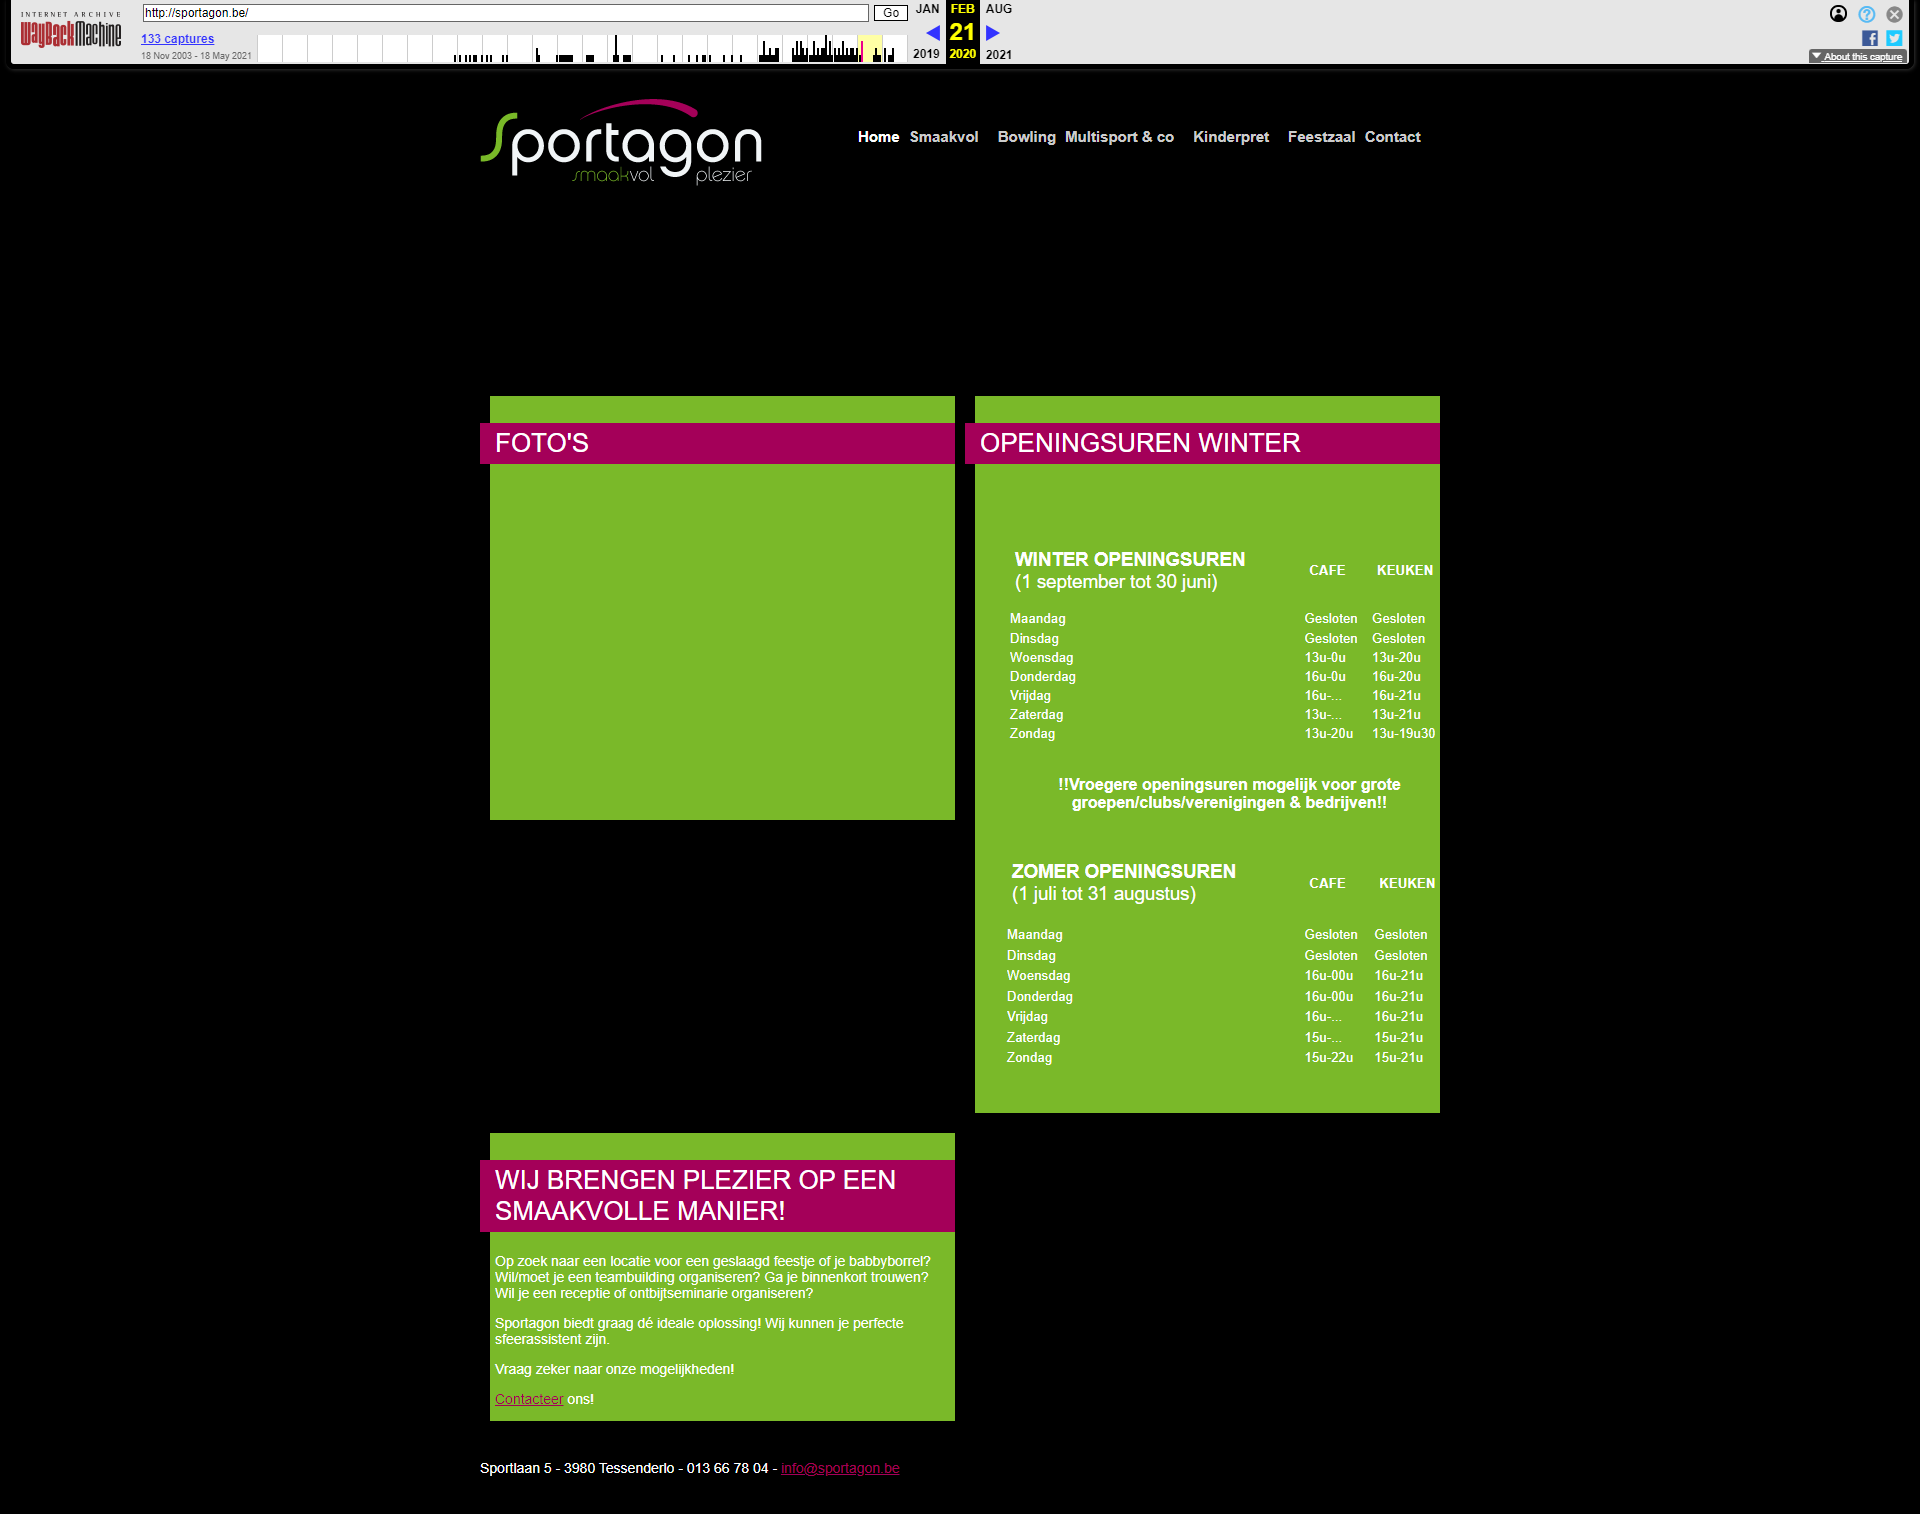 INTERNET ARCHIVE
WayBackMachine
http://sportagon.be/
Go
133 captures
18 Nov 2003 - 18 May 2021
JAN FEB AUG
21
2019 2020 2021
About this capture
Sportagon
smaakvol plezier
Home Smaakvol Bowling Multisport & co Kinderpret Feestzaal Contact
FOTO'S
OPENINGSUREN WINTER
WINTER OPENINGSUREN
(1 september tot 30 juni)
CAFE KEUKEN
Maandag Gesloten Gesloten
Dinsdag Gesloten Gesloten
Woensdag 13u-0u 13u-20u
Donderdag 16u-0u 16u-20u
Vrijdag 16u-... 16u-21u
Zaterdag 13u-... 13u-21u
Zondag 13u-20u 13u-19u30
!!Vroegere openingsuren mogelijk voor grote
groepen/clubs/verenigingen & bedrijven!!
ZOMER OPENINGSUREN
(1 juli tot 31 augustus)
CAFE KEUKEN
Maandag Gesloten Gesloten
Dinsdag Gesloten Gesloten
Woensdag 16u-00u 16u-21u
Donderdag 16u-00u 16u-21u
Vrijdag 16u-... 16u-21u
Zaterdag 15u-... 15u-21u
Zondag 15u-22u 15u-21u
WIJ BRENGEN PLEZIER OP EEN
SMAAKVOLLE MANIER!
Op zoek naar een locatie voor een geslaagd feestje of je babbyborrel?
Wil/moet je een teambuilding organiseren? Ga je binnenkort trouwen?
Wil je een receptie of ontbijtseminarie organiseren?
Sportagon biedt graag dé ideale oplossing! Wij kunnen je perfecte
sfeerassistent zijn.
Vraag zeker naar onze mogelijkheden!
Contacteer ons!
Sportlaan 5 - 3980 Tessenderlo - 013 66 78 04 - info@sportagon.be